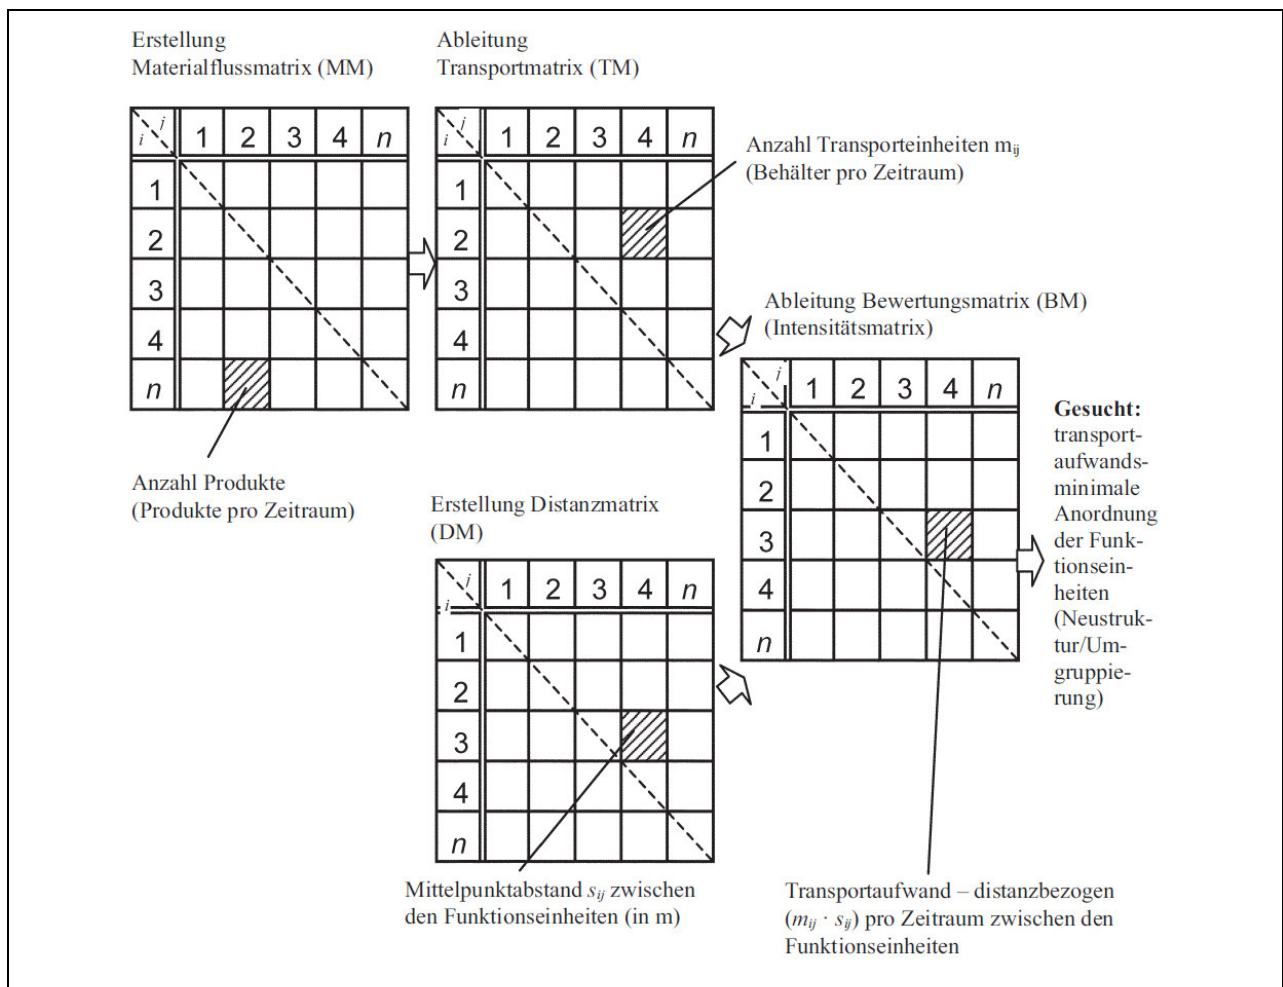 Erstellung
Materialflussmatrix (MM)
Ableitung
Transportmatrix (TM)
i j 1 2 3 4 n
1
2
3
4
n
i j 1 2 3 4 n
1
2
3
4
n
Anzahl Transporteinheiten mij
(Behälter pro Zeitraum)
Anzahl Produkte
(Produkte pro Zeitraum)
Ableitung Bewertungsmatrix (BM)
(Intensitätsmatrix)
Erstellung Distanzmatrix
(DM)
i j 1 2 3 4 n
1
2
3
4
n
i j 1 2 3 4 n
1
2
3
4
n
Gesucht:
transport-
aufwands-
minimale
Anordnung
der Funk-
tionsein-
heiten
(Neustruk-
tur/Um-
gruppie-
rung)
Mittelpunktabstand sij zwischen
den Funktionseinheiten (in m)
Transportaufwand – distanzbezogen
(mij · sij) pro Zeitraum zwischen den
Funktionseinheiten